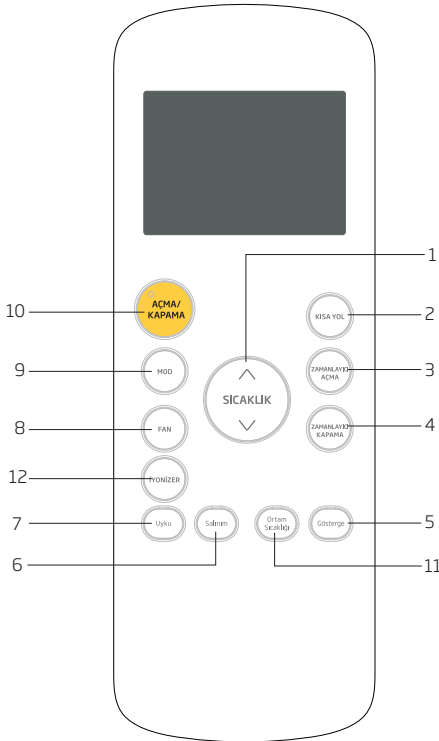 1
AÇMA/
KAPAMA
10
KISA YOL
2
MOD
9
SICAKLIK
ZAMANLAYICI
AÇMA
3
FAN
8
ZAMANLAYICI
KAPAMA
4
İYONİZER
12
Uyku
7
Salınım
6
Ortam
Sıcaklığı
11
Gösterge
5